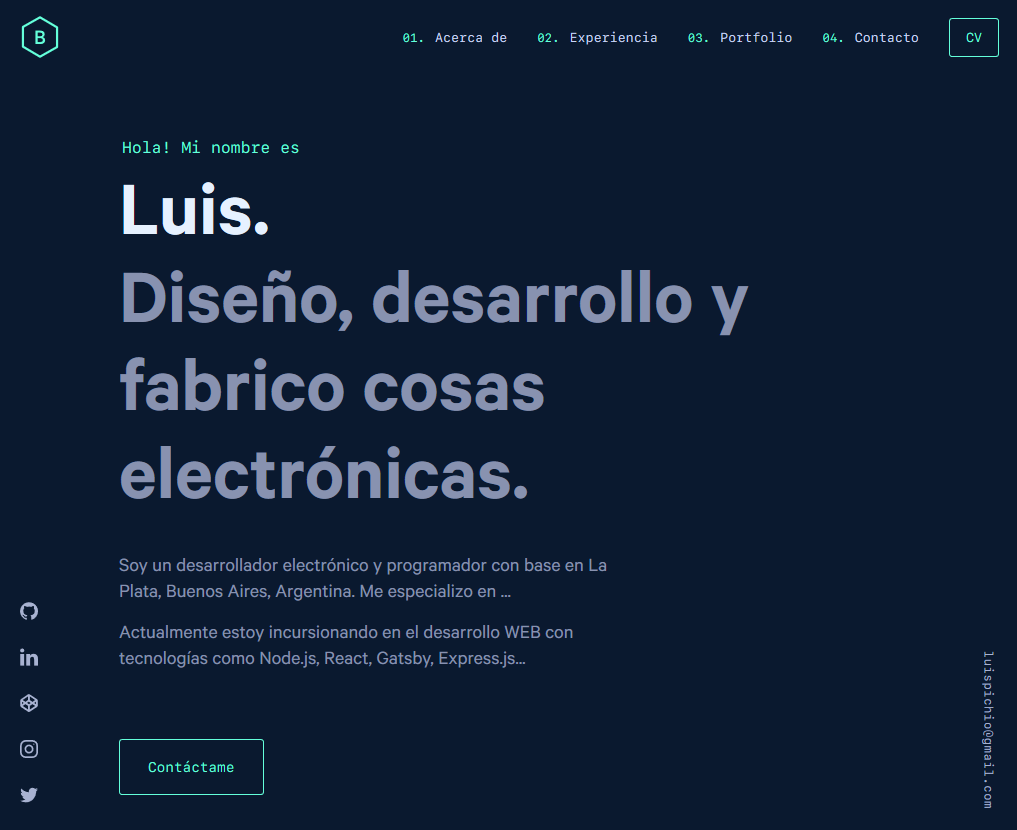 B
01. Acerca de
02. Experiencia
03. Portfolio
04. Contacto
CV
Hola! Mi nombre es
Luis.
Diseño, desarrollo y
fabrico cosas
electrónicas.
Soy un desarrollador electrónico y programador con base en La
Plata, Buenos Aires, Argentina. Me especializo en ...
Actualmente estoy incursionando en el desarrollo WEB con
tecnologías como Node.js, React, Gatsby, Express.js...
Contáctame
luispichio@gmail.com